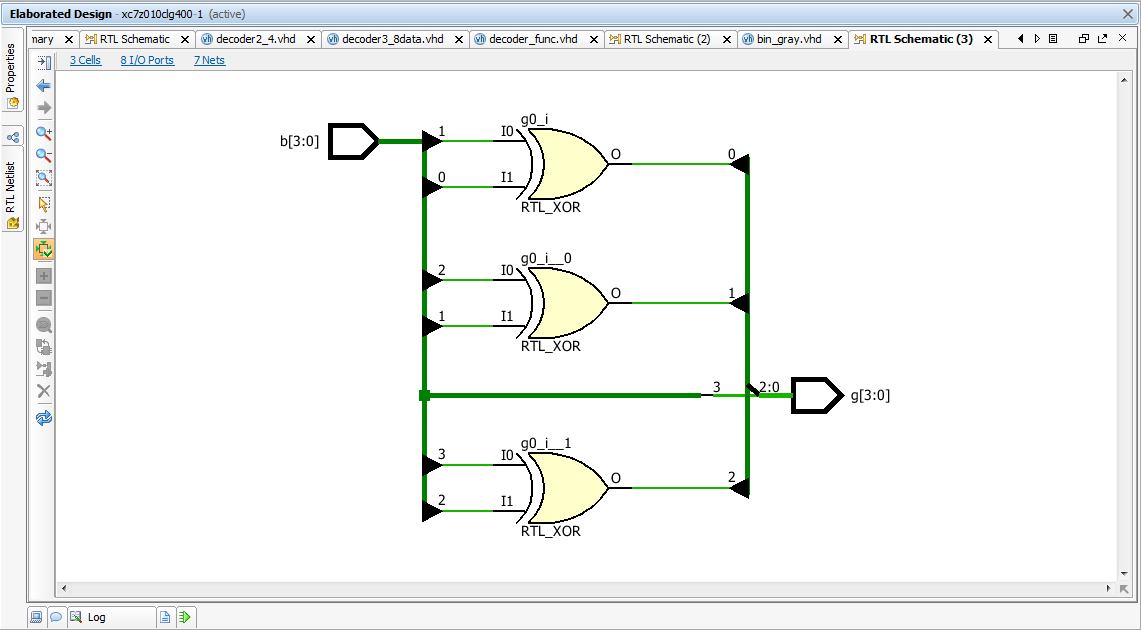 Elaborated Design - xc7z010clg400-1 (active)
mary RTL Schematic decoder2_4.vhd decoder3_8data.vhd decoder_func.vhd RTL Schematic (2) bin_gray.vhd RTL Schematic (3)
3 Cells 8 I/O Ports 7 Nets
Properties
RTL Netlist
g0_i
b[3:0] 1 I0 O 0
0 I1
RTL_XOR
g0_i__0
2 I0 O 1
1 I1
RTL_XOR
3 2:0 g[3:0]
g0_i__1
3 I0 O 2
2 I1
RTL_XOR
Log